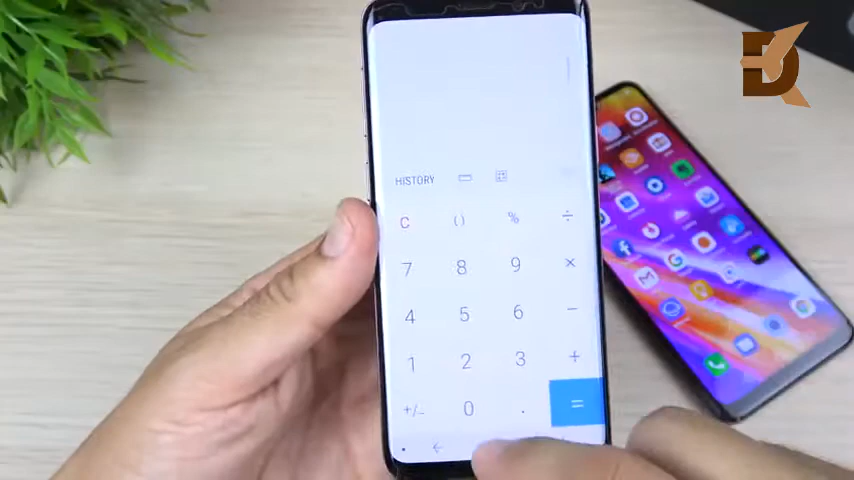 HISTORY
C () % ÷
7 8 9 ×
4 5 6 −
1 2 3 +
+/− 0 . =